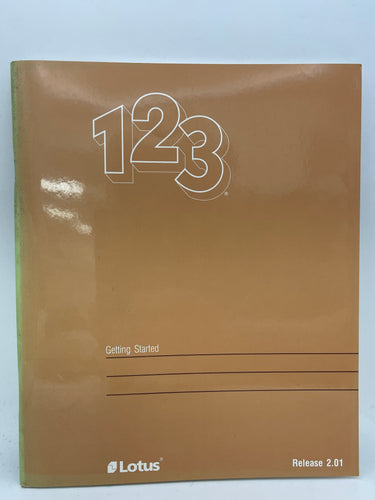 123®
Getting Started
Lotus®
Release 2.01